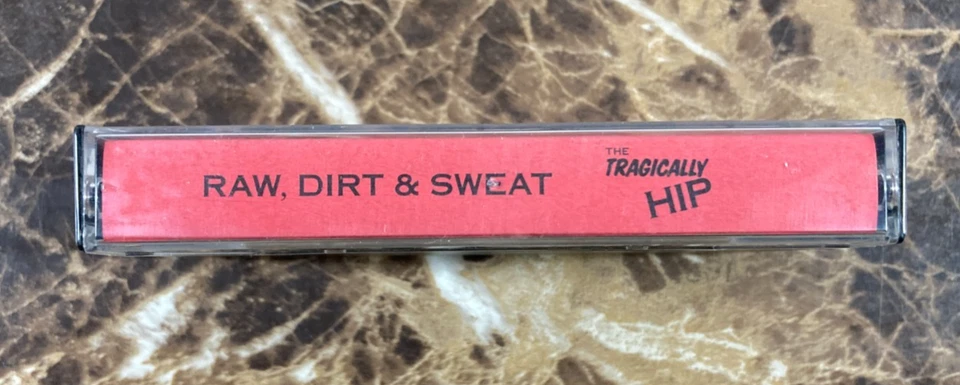 RAW, DIRT & SWEAT
THE
TRAGICALLY
HIP